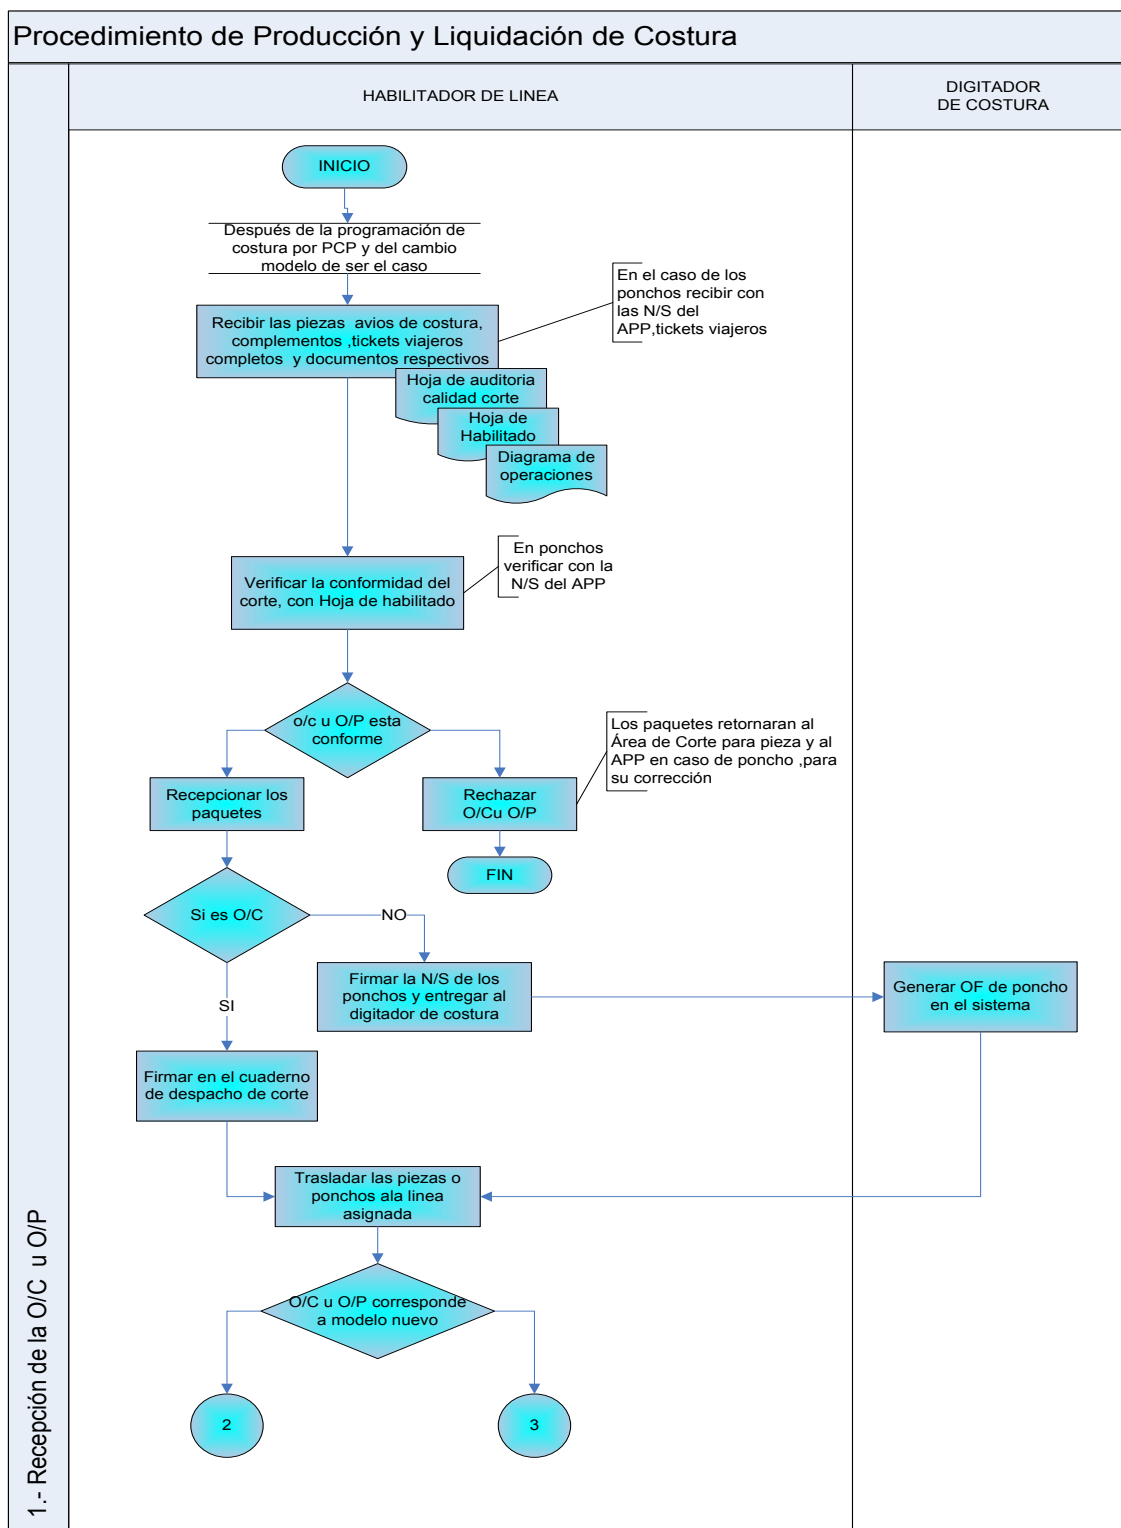 Procedimiento de Producción y Liquidación de Costura
HABILITADOR DE LINEA
DIGITADOR
DE COSTURA
1.- Recepción de la O/C u O/P
INICIO
Después de la programación de
costura por PCP y del cambio
modelo de ser el caso
En el caso de los
ponchos recibir con
las N/S del
APP,tickets viajeros
Recibir las piezas avios de costura,
complementos ,tickets viajeros
completos y documentos respectivos
Hoja de auditoria
calidad corte
Hoja de
Habilitado
Diagrama de
operaciones
En ponchos
verificar con la
N/S del APP
Verificar la conformidad del
corte, con Hoja de habilitado
o/c u O/P esta
conforme
Los paquetes retornaran al
Área de Corte para pieza y al
APP en caso de poncho ,para
su corrección
Recepcionar los
paquetes
Rechazar
O/Cu O/P
FIN
Si es O/C
NO
SI
Firmar la N/S de los
ponchos y entregar al
digitador de costura
Generar OF de poncho
en el sistema
Firmar en el cuaderno
de despacho de corte
Trasladar las piezas o
ponchos ala linea
asignada
O/C u O/P corresponde
a modelo nuevo
2
3